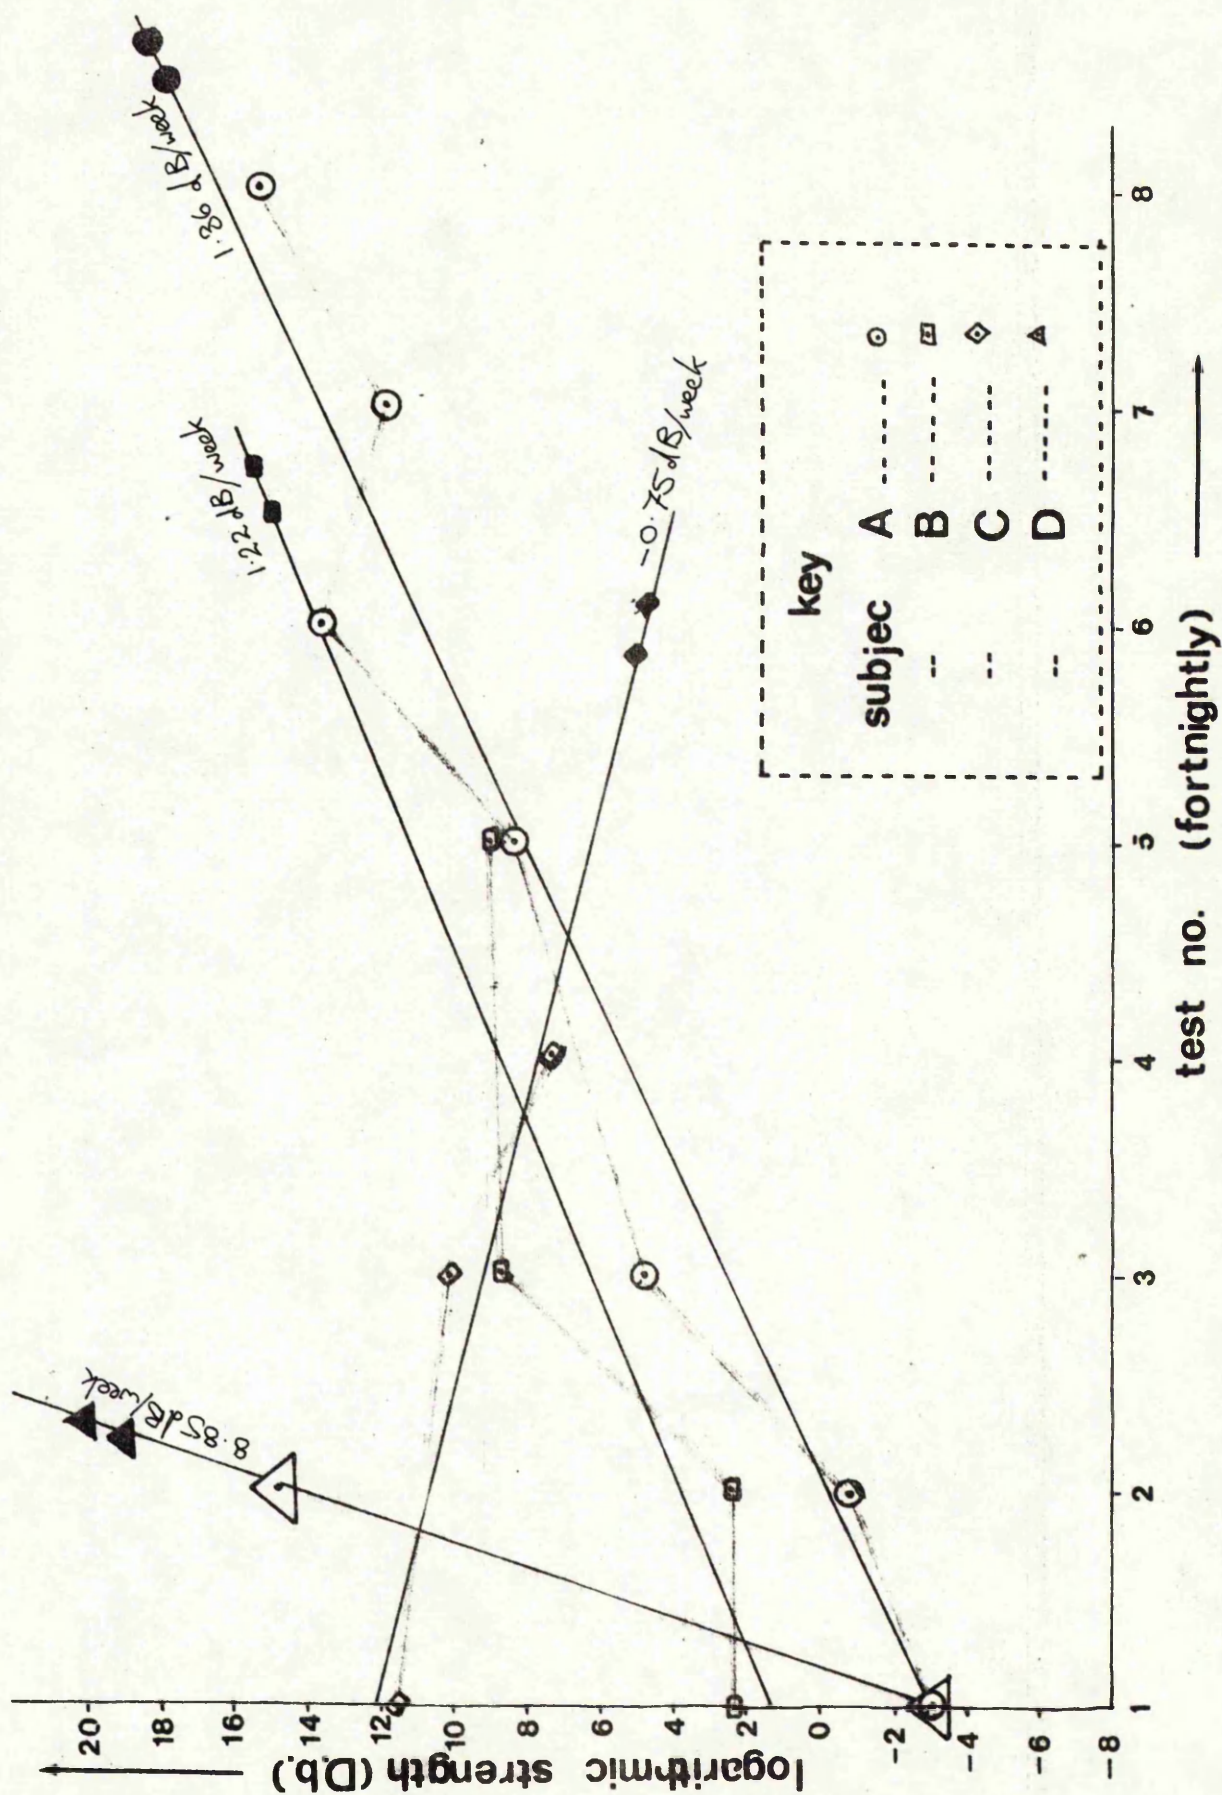 20
18
16
14
12
10
8
6
4
2
0
-2
-4
-6
-8
logarithmic strength (Db.)
8.85 dB/week
1.22 dB/week
1.36 dB/week
-0.75 dB/week
key
subjec A ------
-- B ------
-- C ------
-- D ------
1 2 3 4 5 6 7 8
test no. (fortnightly)